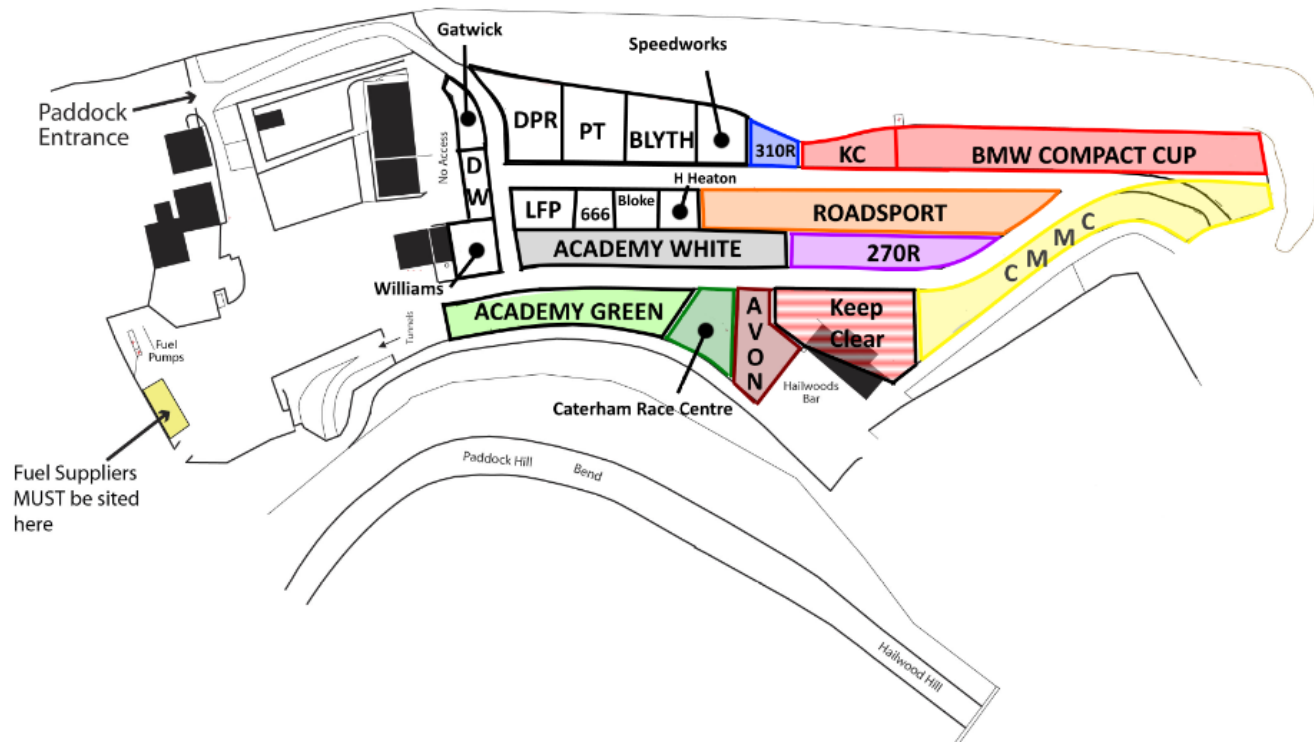 Gatwick
Speedworks
Paddock
Entrance
No Access
DPR
PT
BLYTH
310R
KC
BMW COMPACT CUP
D
W
H Heaton
LFP
666
Bloke
ROADSPORT
ACADEMY WHITE
270R
C M M C
Williams
ACADEMY GREEN
A
V
O
N
Keep
Clear
Tunnels
Fuel
Pumps
Hailwoods
Bar
Caterham Race Centre
Fuel Suppliers
MUST be sited
here
Paddock Hill Bend
Hailwood Hill